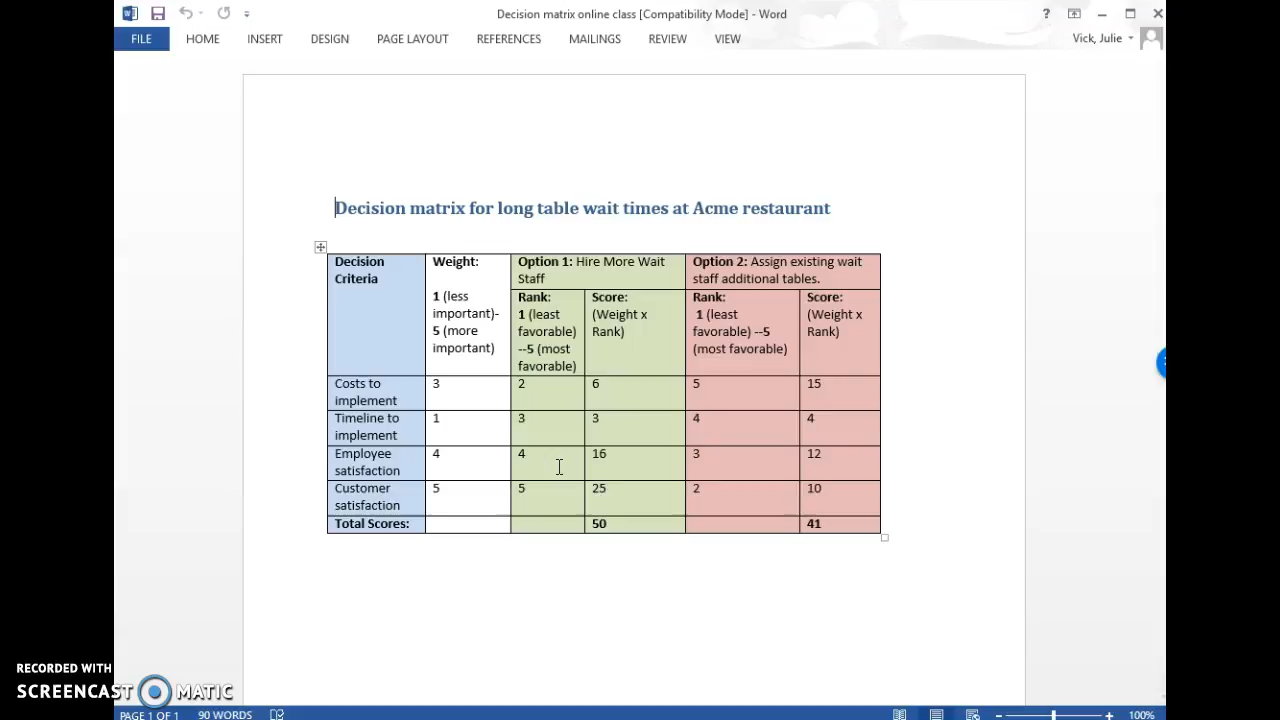 Decision matrix online class [Compatibility Mode] - Word
?
FILE HOME INSERT DESIGN PAGE LAYOUT REFERENCES MAILINGS REVIEW VIEW
Vick, Julie
Decision matrix for long table wait times at Acme restaurant
Decision
Criteria
Weight:
1 (less
important)-
5 (more
important)
Option 1: Hire More Wait
Staff
Option 2: Assign existing wait
staff additional tables.
Rank:
1 (least
favorable)
--5 (most
favorable)
Score:
(Weight x
Rank)
Rank:
1 (least
favorable) --5
(most favorable)
Score:
(Weight x
Rank)
Costs to
implement
3 2 6 5 15
Timeline to
implement
1 3 3 4 4
Employee
satisfaction
4 4 16 3 12
Customer
satisfaction
5 5 25 2 10
Total Scores: 50 41
RECORDED WITH
SCREENCAST MATIC
PAGE 1 OF 1 90 WORDS
100%